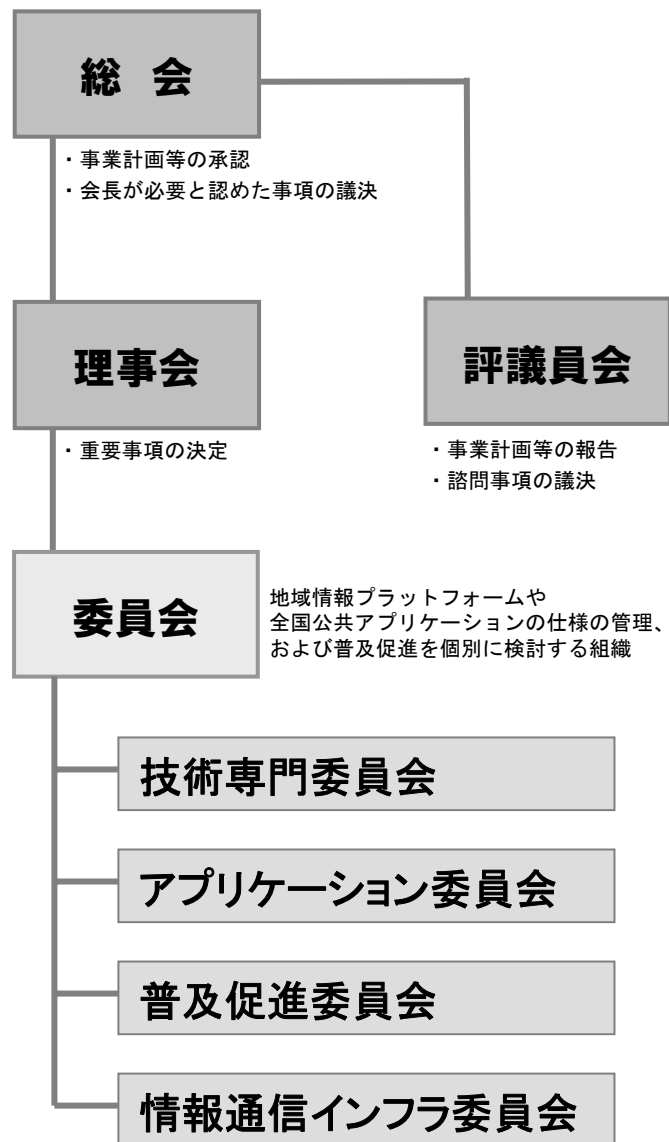 総 会
・事業計画等の承認
・会長が必要と認めた事項の議決
理事会
・重要事項の決定
評議員会
・事業計画等の報告
・諮問事項の議決
委員会
地域情報プラットフォームや
全国公共アプリケーションの仕様の管理、
および普及促進を個別に検討する組織
技術専門委員会
アプリケーション委員会
普及促進委員会
情報通信インフラ委員会